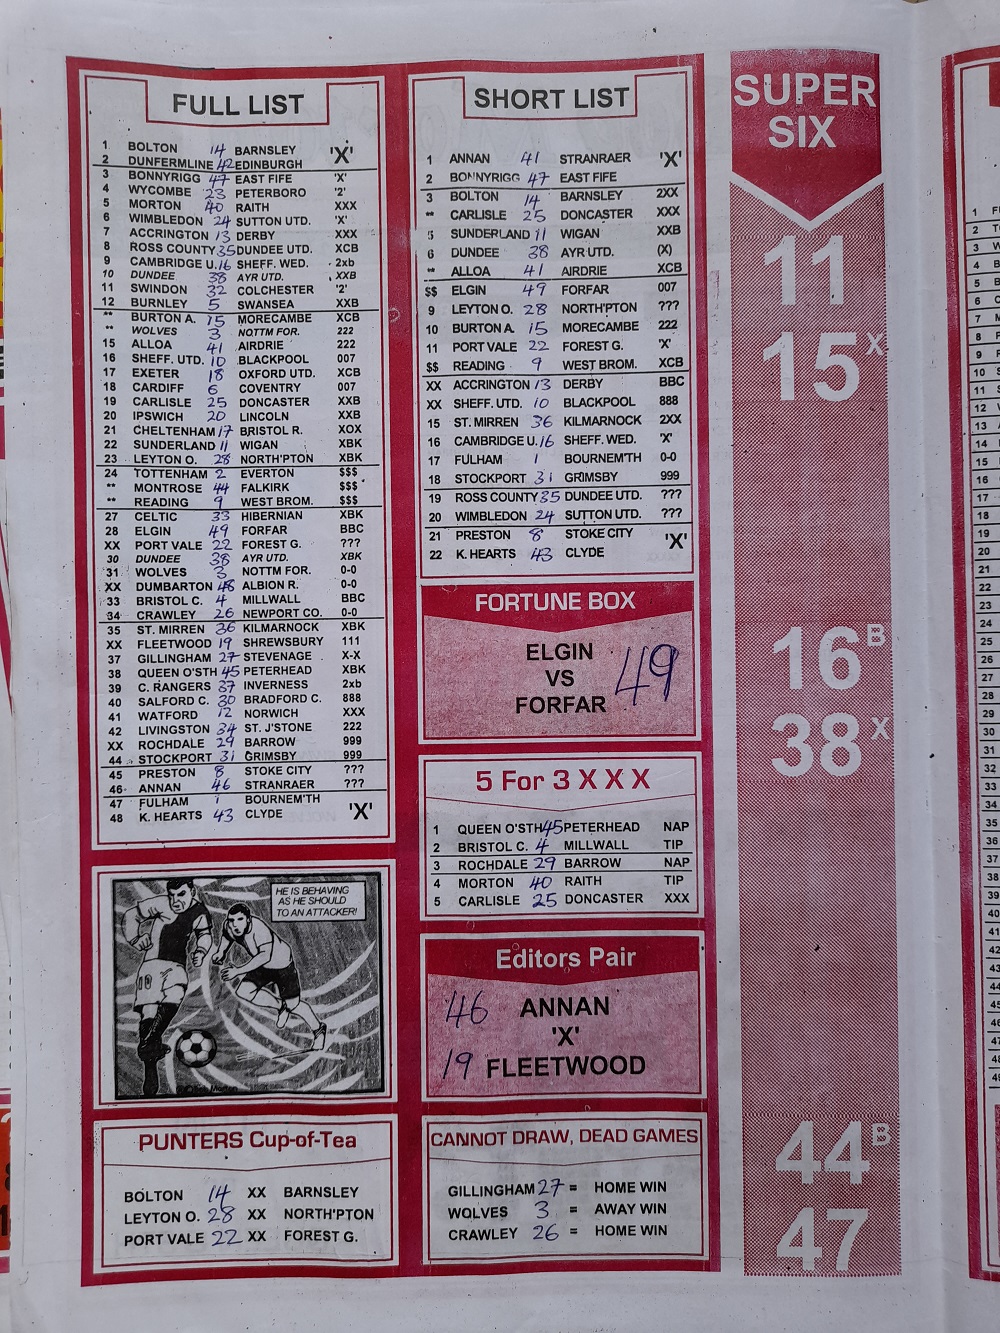 FULL LIST
1 BOLTON 14 BARNSLEY 'X'
2 DUNFERMLINE 42 EDINBURGH
3 BONNYRIGG 47 EAST FIFE 'X'
4 WYCOMBE 23 PETERBORO '2'
5 MORTON 40 RAITH XXX
6 WIMBLEDON 24 SUTTON UTD. 'X'
7 ACCRINGTON 13 DERBY XXX
8 ROSS COUNTY 35 DUNDEE UTD. XCB
9 CAMBRIDGE U. 16 SHEFF. WED. 2xb
10 DUNDEE 38 AYR UTD. XXB
11 SWINDON 32 COLCHESTER '2'
12 BURNLEY 5 SWANSEA XXB
** BURTON A. 15 MORECAMBE XCB
** WOLVES 3 NOTTM FOR. 222
15 ALLOA 41 AIRDRIE 222
16 SHEFF. UTD. 10 BLACKPOOL 007
17 EXETER 18 OXFORD UTD. XCB
18 CARDIFF 6 COVENTRY 007
19 CARLISLE 25 DONCASTER XXB
20 IPSWICH 20 LINCOLN XXB
21 CHELTENHAM 17 BRISTOL R. XOX
22 SUNDERLAND 11 WIGAN XBK
23 LEYTON O. 28 NORTH'PTON XBK
24 TOTTENHAM 2 EVERTON $$$
** MONTROSE 44 FALKIRK $$$
** READING 9 WEST BROM. $$$
27 CELTIC 33 HIBERNIAN XBK
28 ELGIN 49 FORFAR BBC
XX PORT VALE 22 FOREST G. ???
30 DUNDEE 38 AYR UTD. XBK
31 WOLVES 3 NOTTM FOR. 0-0
XX DUMBARTON 48 ALBION R. 0-0
33 BRISTOL C. 4 MILLWALL BBC
34 CRAWLEY 26 NEWPORT CO. 0-0
35 ST. MIRREN 36 KILMARNOCK XBK
XX FLEETWOOD 19 SHREWSBURY 111
37 GILLINGHAM 27 STEVENAGE X-X
38 QUEEN O'STH 45 PETERHEAD XBK
39 C. RANGERS 37 INVERNESS 2xb
40 SALFORD C. 30 BRADFORD C. 888
41 WATFORD 12 NORWICH XXX
42 LIVINGSTON 34 ST. J'STONE 222
XX ROCHDALE 29 BARROW 999
44 STOCKPORT 31 GRIMSBY 999
45 PRESTON 8 STOKE CITY ???
46 ANNAN 46 STRANRAER ???
47 FULHAM 1 BOURNEM'TH 'X'
48 K. HEARTS 43 CLYDE
HE IS BEHAVING
AS HE SHOULD
TO AN ATTACKER!
PUNTERS Cup-of-Tea
BOLTON 14 XX BARNSLEY
LEYTON O. 28 XX NORTH'PTON
PORT VALE 22 XX FOREST G.
SHORT LIST
1 ANNAN 41 STRANRAER 'X'
2 BONNYRIGG 47 EAST FIFE
3 BOLTON 14 BARNSLEY 2XX
** CARLISLE 25 DONCASTER XXX
5 SUNDERLAND 11 WIGAN XXB
6 DUNDEE 38 AYR UTD. (X)
** ALLOA 41 AIRDRIE XCB
$$ ELGIN 49 FORFAR 007
9 LEYTON O. 28 NORTH'PTON ???
10 BURTON A. 15 MORECAMBE 222
11 PORT VALE 22 FOREST G. 'X'
$$ READING 9 WEST BROM. XCB
XX ACCRINGTON 13 DERBY BBC
XX SHEFF. UTD. 10 BLACKPOOL 888
15 ST. MIRREN 36 KILMARNOCK 2XX
16 CAMBRIDGE U. 16 SHEFF. WED. 'X'
17 FULHAM 1 BOURNEM'TH 0-0
18 STOCKPORT 31 GRIMSBY 999
19 ROSS COUNTY 35 DUNDEE UTD. ???
20 WIMBLEDON 24 SUTTON UTD. ???
21 PRESTON 8 STOKE CITY 'X'
22 K. HEARTS 43 CLYDE
FORTUNE BOX
ELGIN
VS 49
FORFAR
5 For 3 X X X
1 QUEEN O'STH 45 PETERHEAD NAP
2 BRISTOL C. 4 MILLWALL TIP
3 ROCHDALE 29 BARROW NAP
4 MORTON 40 RAITH TIP
5 CARLISLE 25 DONCASTER XXX
Editors Pair
46 ANNAN
'X'
19 FLEETWOOD
CANNOT DRAW, DEAD GAMES
GILLINGHAM 27 = HOME WIN
WOLVES 3 = AWAY WIN
CRAWLEY 26 = HOME WIN
SUPER
SIX
11
15 X
16 B
38 X
44 B
47